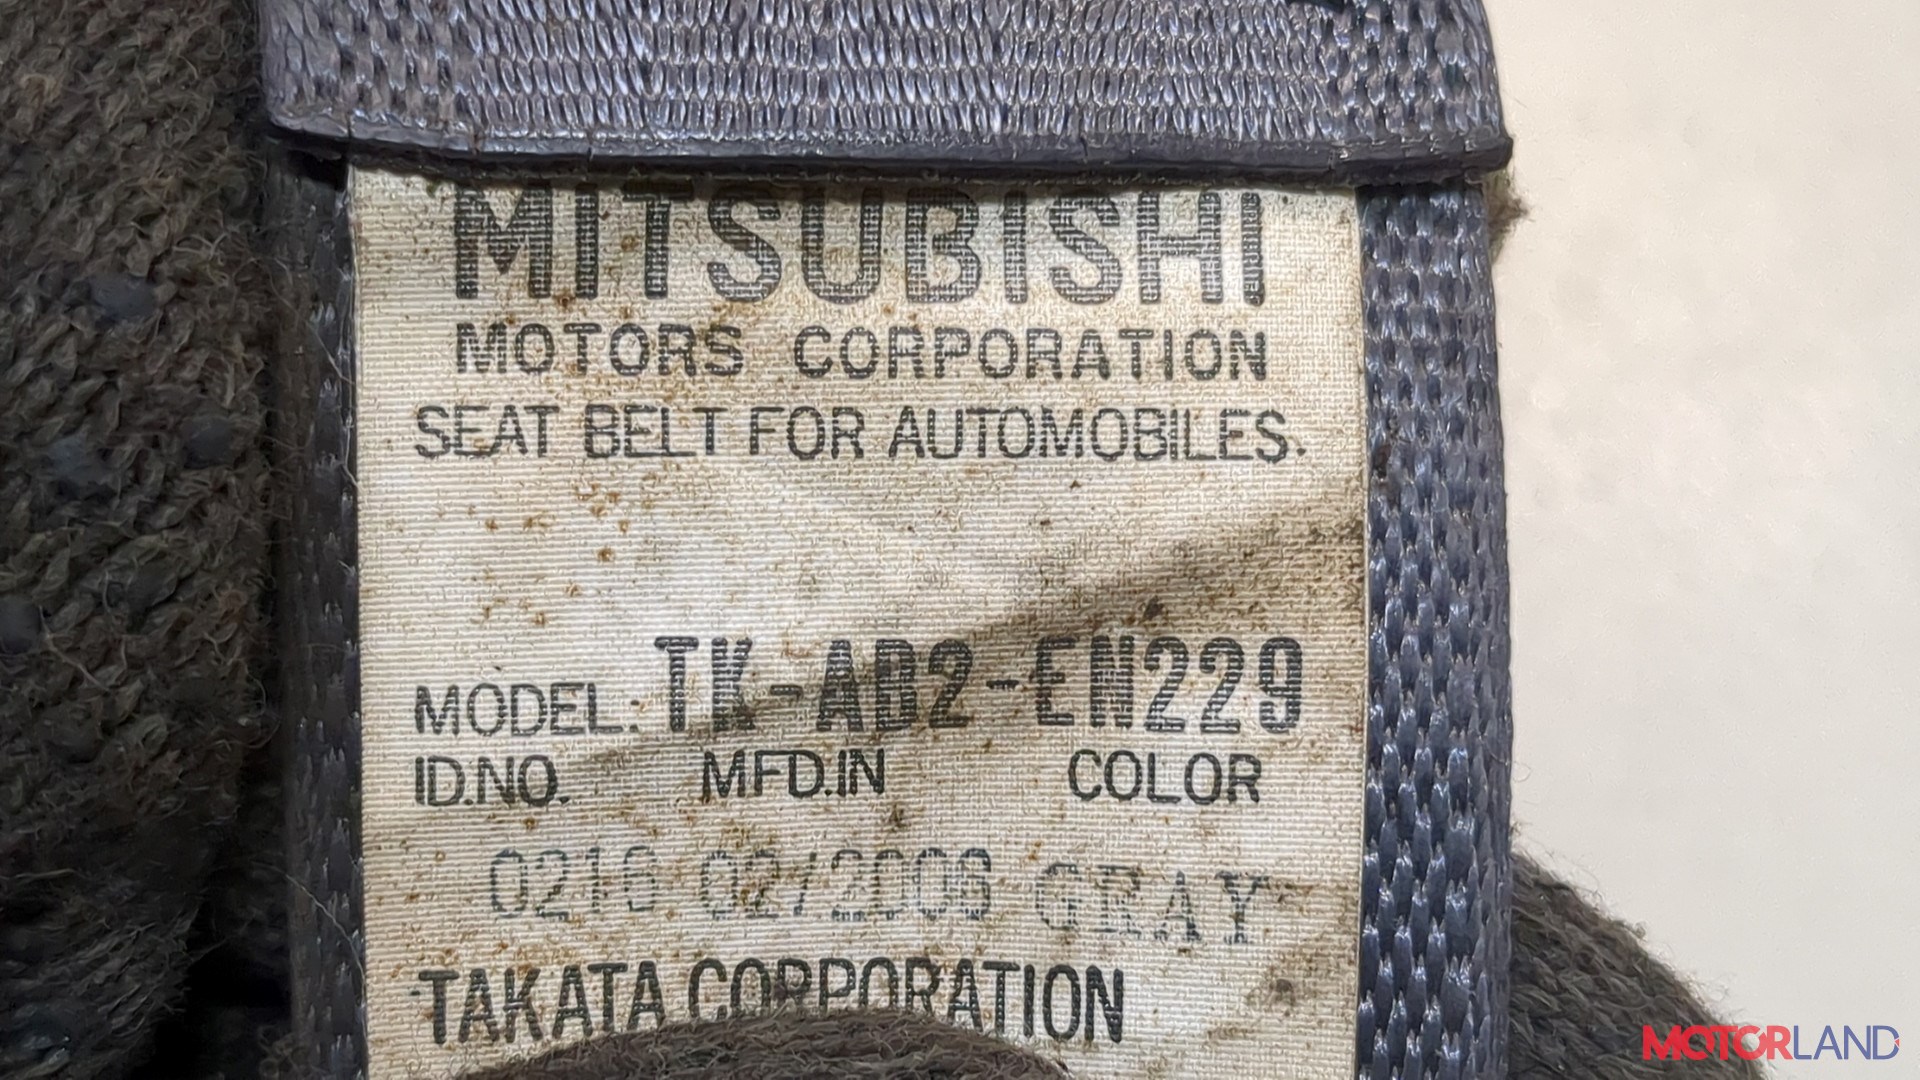 MITSUBISHI
MOTORS CORPORATION
SEAT BELT FOR AUTOMOBILES.
MODEL. TK-AB2-EN229
ID.NO. MFD.IN COLOR
0216 02/2006 GRAY
TAKATA CORPORATION
MOTORLAND